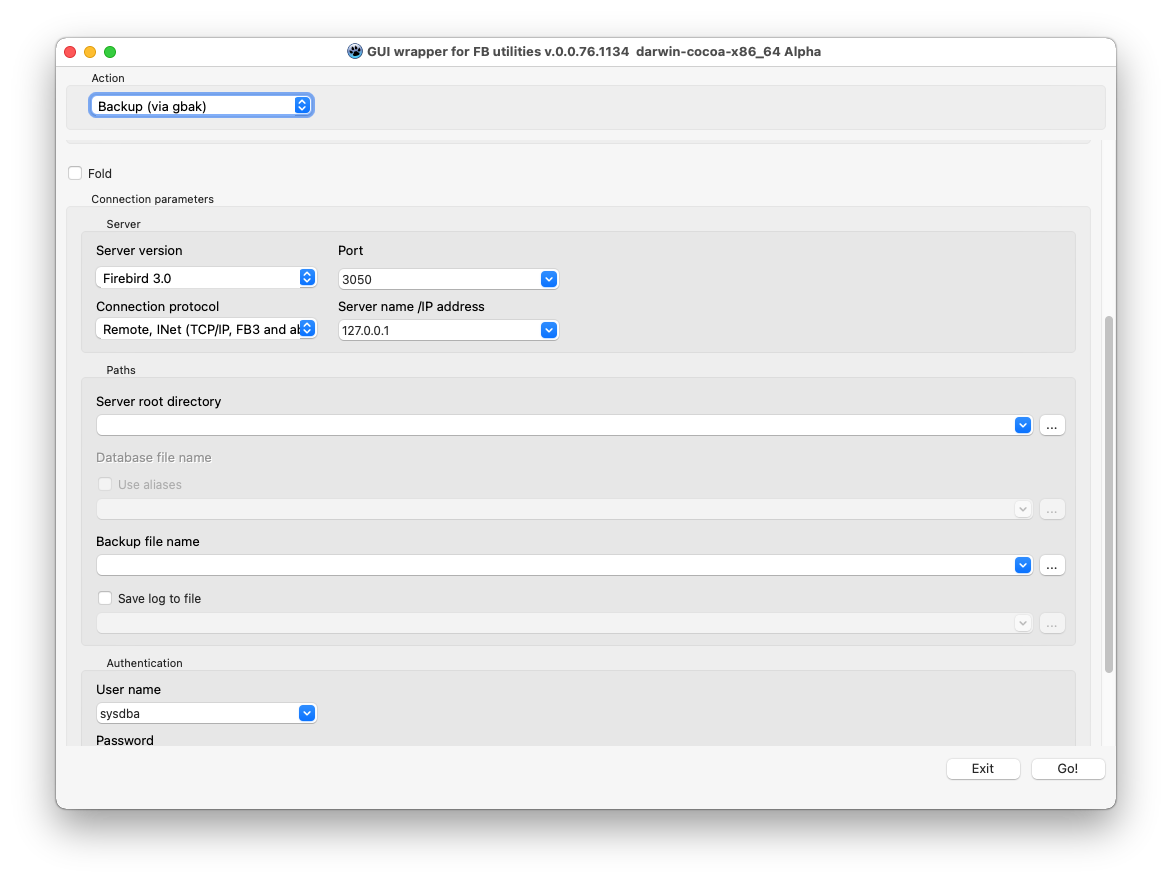 GUI wrapper for FB utilities v.0.0.76.1134 darwin-cocoa-x86_64 Alpha
Action
Backup (via gbak)
Fold
Connection parameters
Server
Server version
Port
Firebird 3.0
3050
Connection protocol
Server name /IP address
Remote, INet (TCP/IP, FB3 and ab
127.0.0.1
Paths
Server root directory
...
Database file name
Use aliases
...
Backup file name
...
Save log to file
...
Authentication
User name
sysdba
Password
Exit
Go!